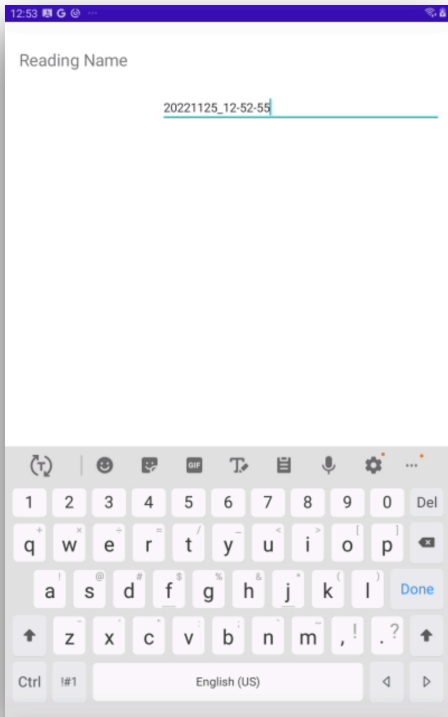 12:53 G
Reading Name
20221125_12-52-55
GIF
1 2 3 4 5 6 7 8 9 0 Del
+ × ÷ = / _ < > [ ]
q w e r t y u i o p
! @ # $ % & * ( )
a s d f g h j k l Done
- ' " : ; , ?
z x c v b n m , ! . ?
Ctrl !#1 English (US)